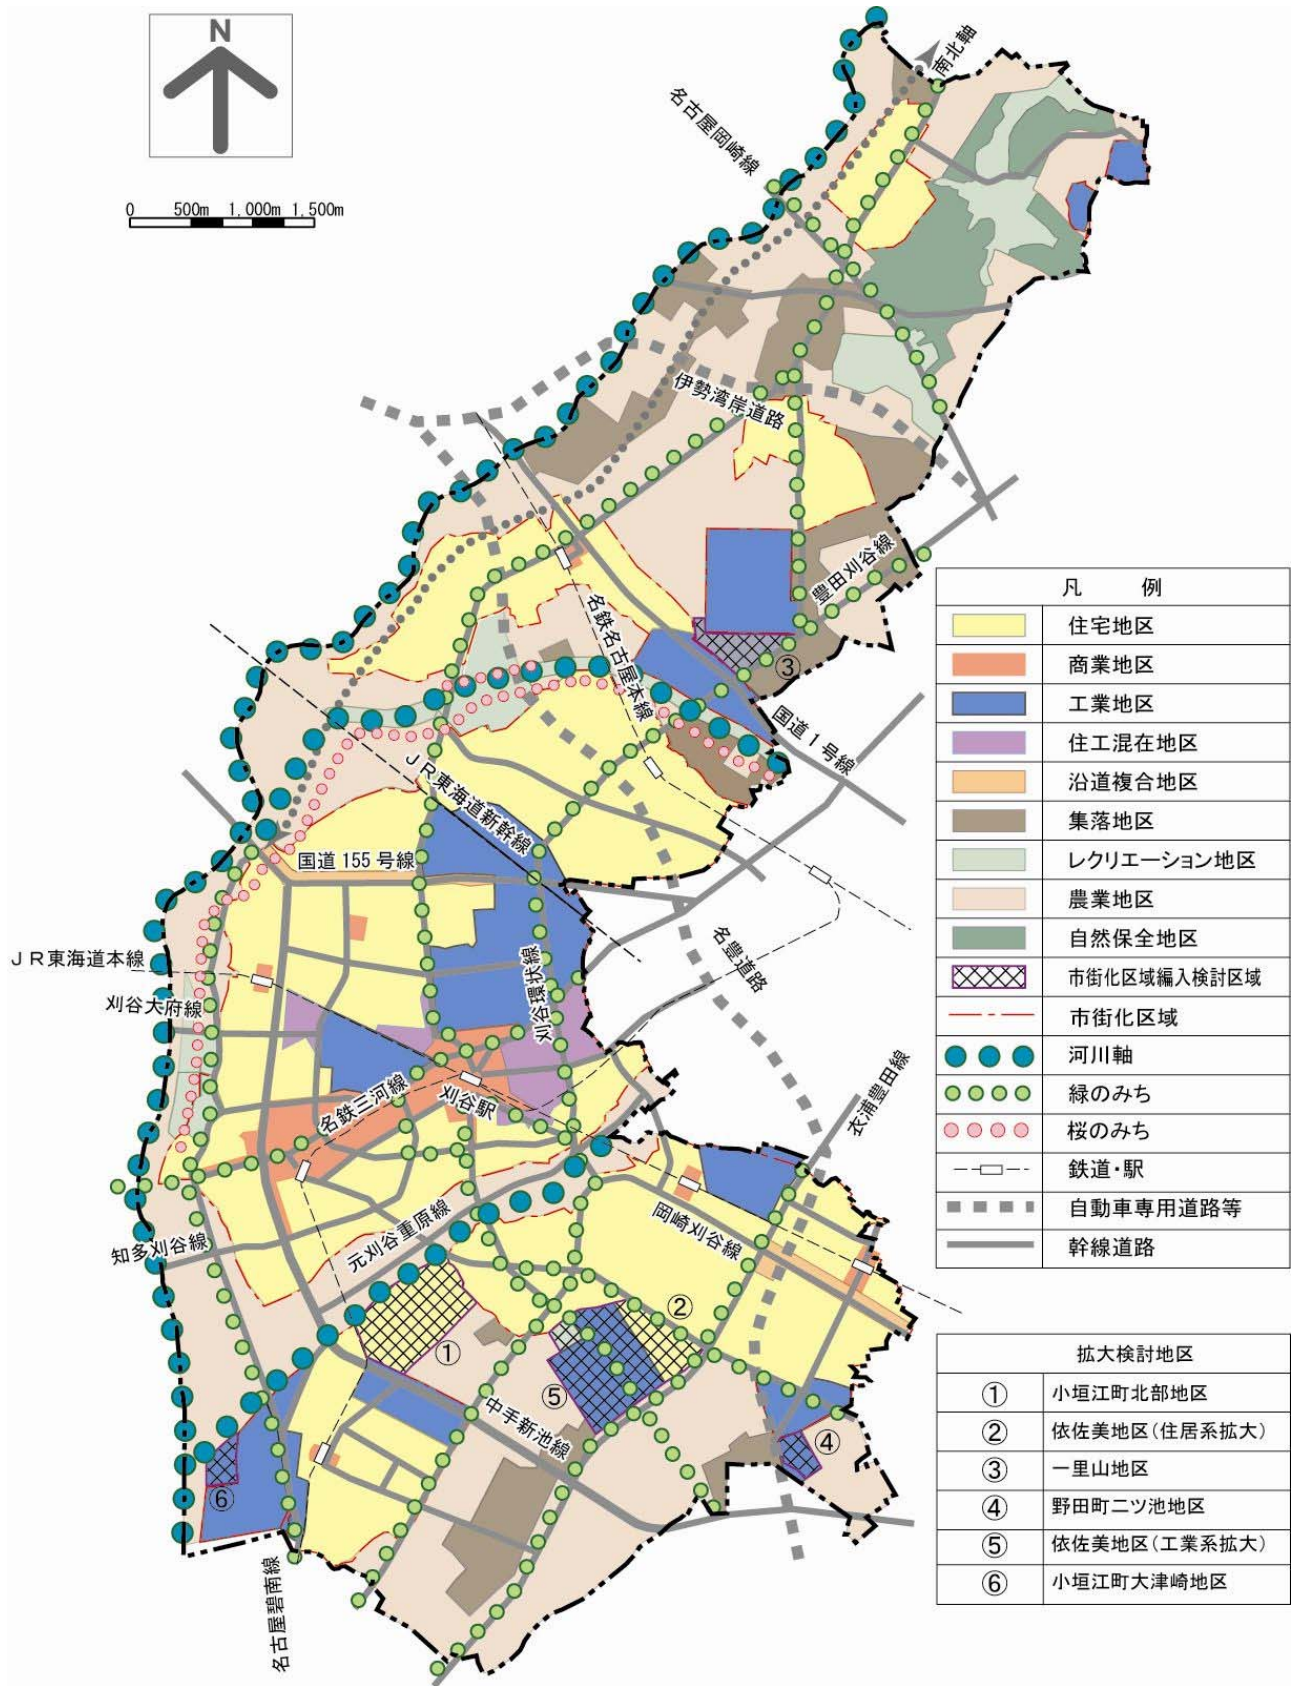 N
0 500m 1,000m 1,500m
南北軸
名古屋岡崎線
伊勢湾岸道路
豊田刈谷線
名鉄名古屋本線
③
国道1号線
JR東海道新幹線
国道155号線
JR東海道本線
刈谷大府線
刈谷環状線
名豊道路
名鉄三河線
刈谷駅
衣浦豊田線
知多刈谷線
元刈谷重原線
岡崎刈谷線
①
②
⑤
中手新池線
④
⑥
名古屋碧南線
凡 例
住宅地区
商業地区
工業地区
住工混在地区
沿道複合地区
集落地区
レクリエーション地区
農業地区
自然保全地区
市街化区域編入検討区域
市街化区域
河川軸
緑のみち
桜のみち
鉄道・駅
自動車専用道路等
幹線道路
拡大検討地区
① 小垣江町北部地区
② 依佐美地区(住居系拡大)
③ 一里山地区
④ 野田町二ツ池地区
⑤ 依佐美地区(工業系拡大)
⑥ 小垣江町大津崎地区